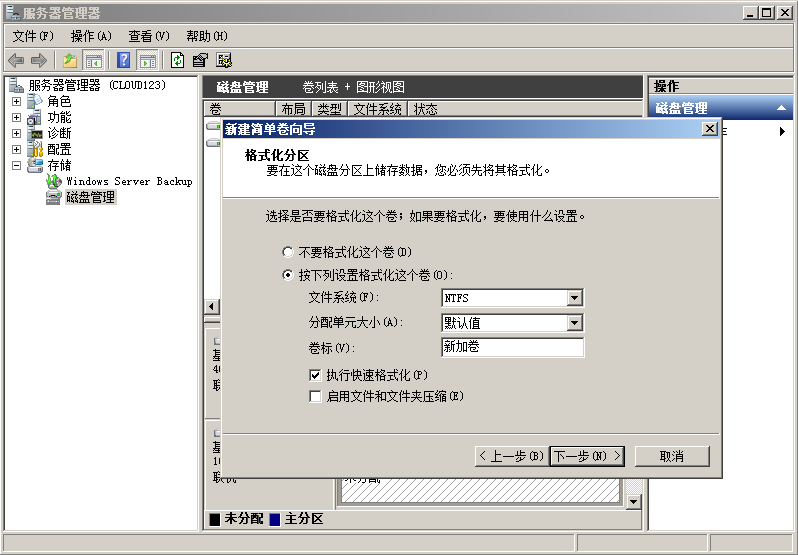 服务器管理器
文件(F) 操作(A) 查看(V) 帮助(H)
服务器管理器 (CLOUD123)
角色
功能
诊断
配置
存储
Windows Server Backup
磁盘管理
磁盘管理 卷列表 + 图形视图
卷 布局 类型 文件系统 状态
操作
磁盘管理
新建简单卷向导
格式化分区
要在这个磁盘分区上储存数据，您必须先将其格式化。
选择是否要格式化这个卷；如果要格式化，要使用什么设置。
不要格式化这个卷(D)
按下列设置格式化这个卷(O):
文件系统(F): NTFS
分配单元大小(A): 默认值
卷标(V): 新加卷
执行快速格式化(P)
启用文件和文件夹压缩(E)
< 上一步(B) 下一步(N) > 取消
未分配 主分区